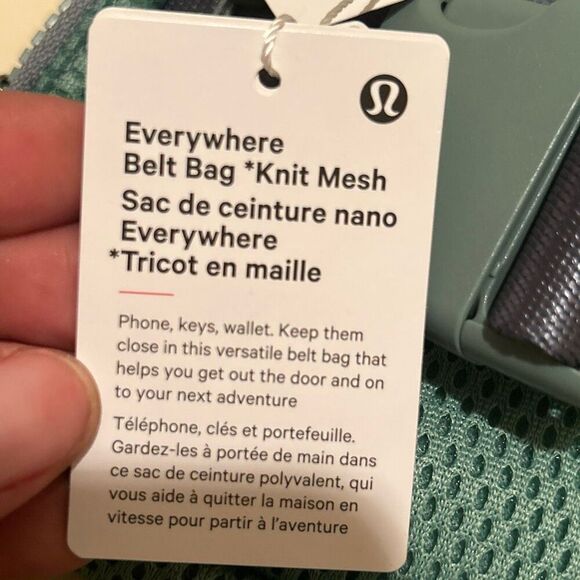 Everywhere
Belt Bag *Knit Mesh
Sac de ceinture nano
Everywhere
*Tricot en maille
Phone, keys, wallet. Keep them
close in this versatile belt bag that
helps you get out the door and on
to your next adventure
Téléphone, clés et portefeuille.
Gardez-les à portée de main dans
ce sac de ceinture polyvalent, qui
vous aide à quitter la maison en
vitesse pour partir à l'aventure